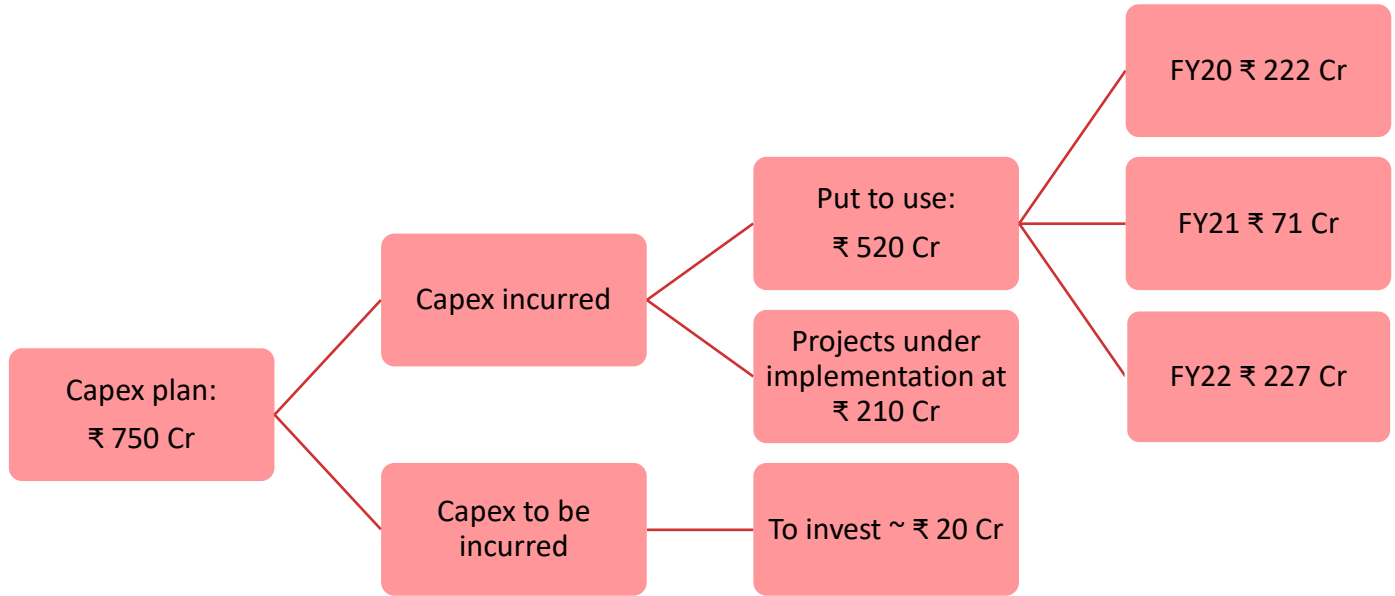 Capex plan:
₹ 750 Cr
Capex incurred
Put to use:
₹ 520 Cr
FY20 ₹ 222 Cr
FY21 ₹ 71 Cr
FY22 ₹ 227 Cr
Projects under
implementation at
₹ 210 Cr
Capex to be
incurred
To invest ~ ₹ 20 Cr